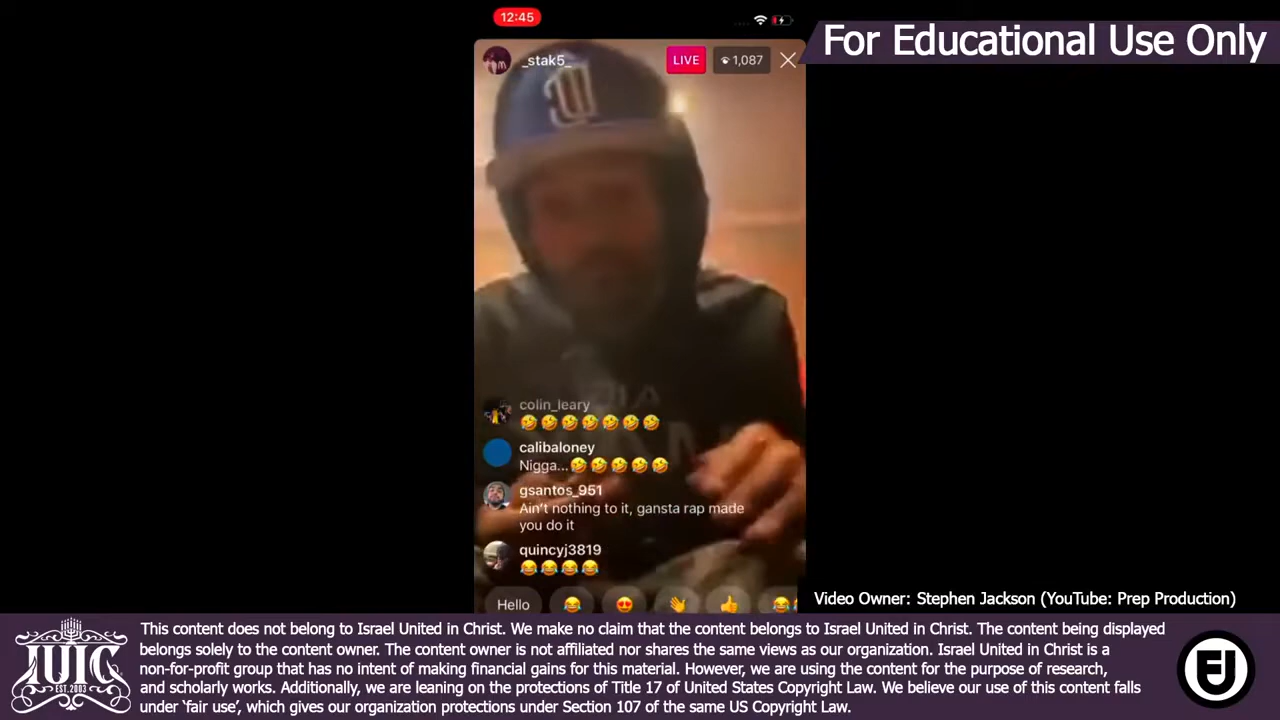 12:45
For Educational Use Only
_stak5_
LIVE
1,087
colin_leary
🤣🤣🤣🤣🤣🤣🤣
calibaloney
Nigga...🤣🤣🤣🤣🤣
gsantos_951
Ain't nothing to it, gansta rap made
you do it
quincyj3819
😂😂😂😂
Hello 😂 😍 👋 👍 😂
Video Owner: Stephen Jackson (YouTube: Prep Production)
This content does not belong to Israel United in Christ. We make no claim that the content belongs to Israel United in Christ. The content being displayed
belongs solely to the content owner. The content owner is not affiliated nor shares the same views as our organization. Israel United in Christ is a
non-for-profit group that has no intent of making financial gains for this material. However, we are using the content for the purpose of research,
and scholarly works. Additionally, we are leaning on the protections of Title 17 of United States Copyright Law. We believe our use of this content falls
under 'fair use', which gives our organization protections under Section 107 of the same US Copyright Law.
IUIC
EST. 2003